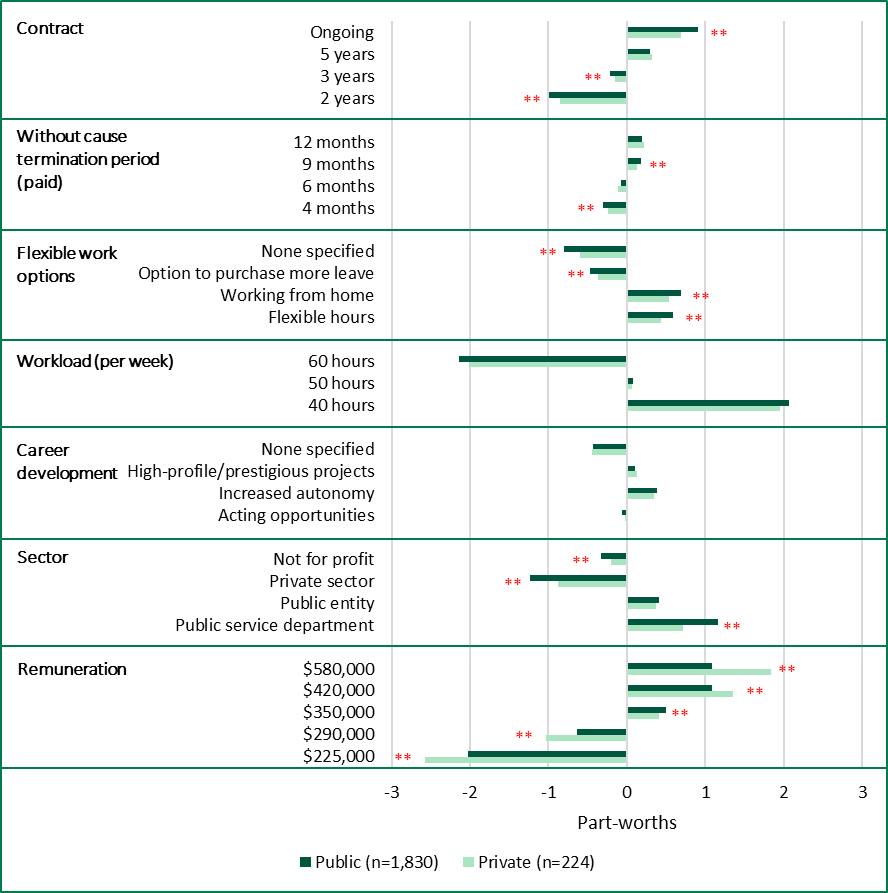 Contract
Ongoing **
5 years
3 years **
2 years **
Without cause
termination period
(paid)
12 months
9 months **
6 months
4 months **
Flexible work
options
None specified **
Option to purchase more leave **
Working from home **
Flexible hours **
Workload (per week)
60 hours
50 hours
40 hours
Career
development
None specified
High-profile/prestigious projects
Increased autonomy
Acting opportunities
Sector
Not for profit **
Private sector **
Public entity
Public service department **
Remuneration
$580,000 **
$420,000 **
$350,000 **
$290,000 **
$225,000 **
-3 -2 -1 0 1 2 3
Part-worths
Public (n=1,830) Private (n=224)